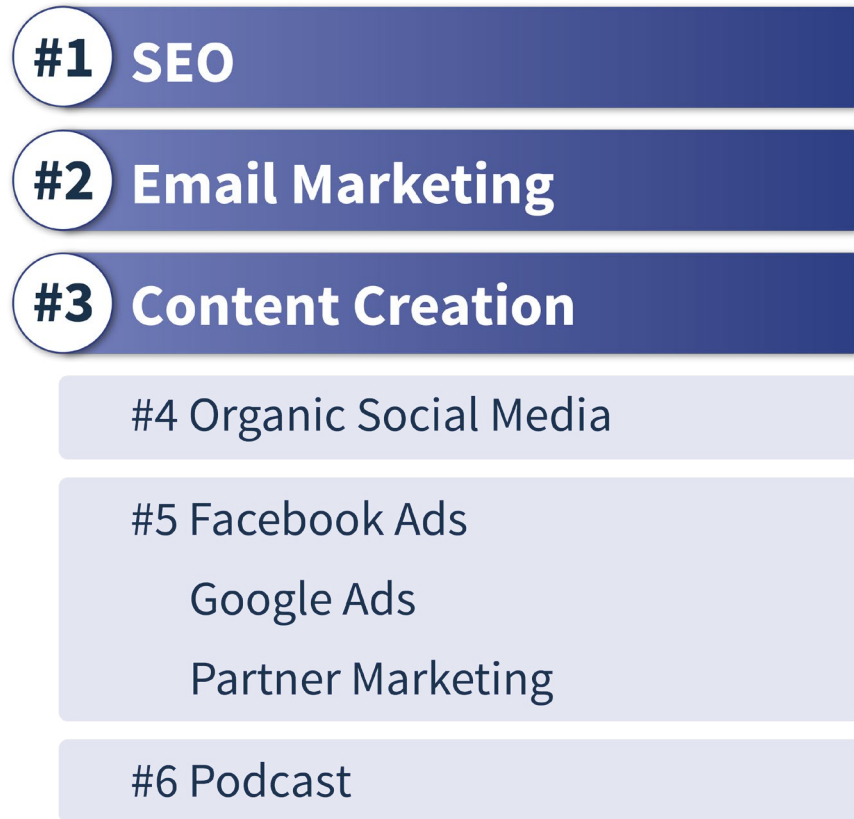 #1 SEO
#2 Email Marketing
#3 Content Creation
#4 Organic Social Media
#5 Facebook Ads
Google Ads
Partner Marketing
#6 Podcast